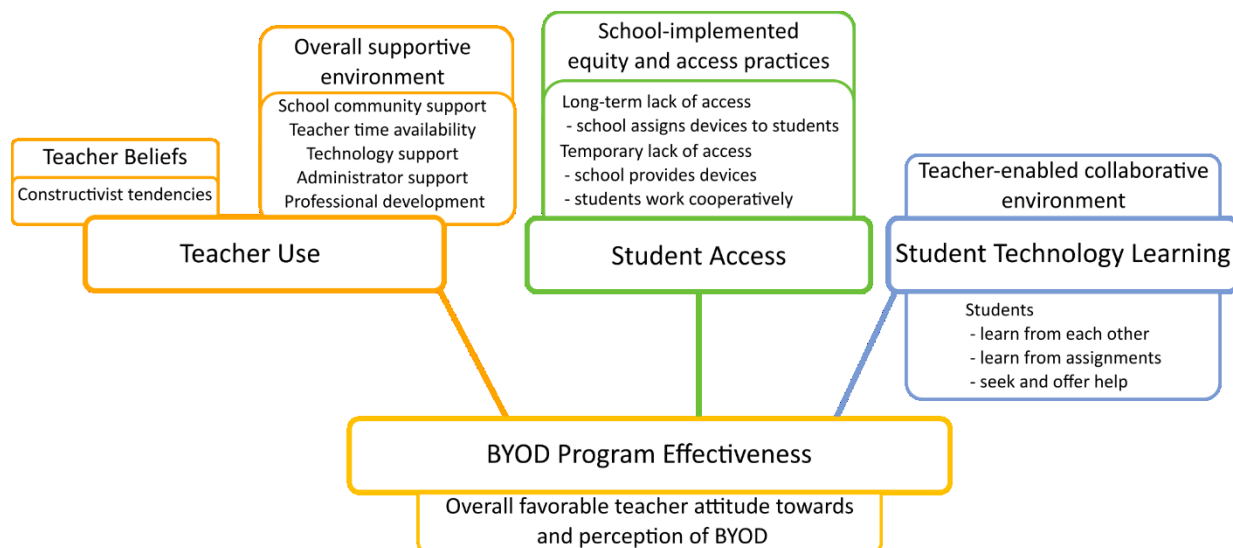 Teacher Beliefs
Constructivist tendencies
Overall supportive
environment
School community support
Teacher time availability
Technology support
Administrator support
Professional development
Teacher Use
School-implemented
equity and access practices
Long-term lack of access
- school assigns devices to students
Temporary lack of access
- school provides devices
- students work cooperatively
Student Access
Teacher-enabled collaborative
environment
Student Technology Learning
Students
- learn from each other
- learn from assignments
- seek and offer help
BYOD Program Effectiveness
Overall favorable teacher attitude towards
and perception of BYOD